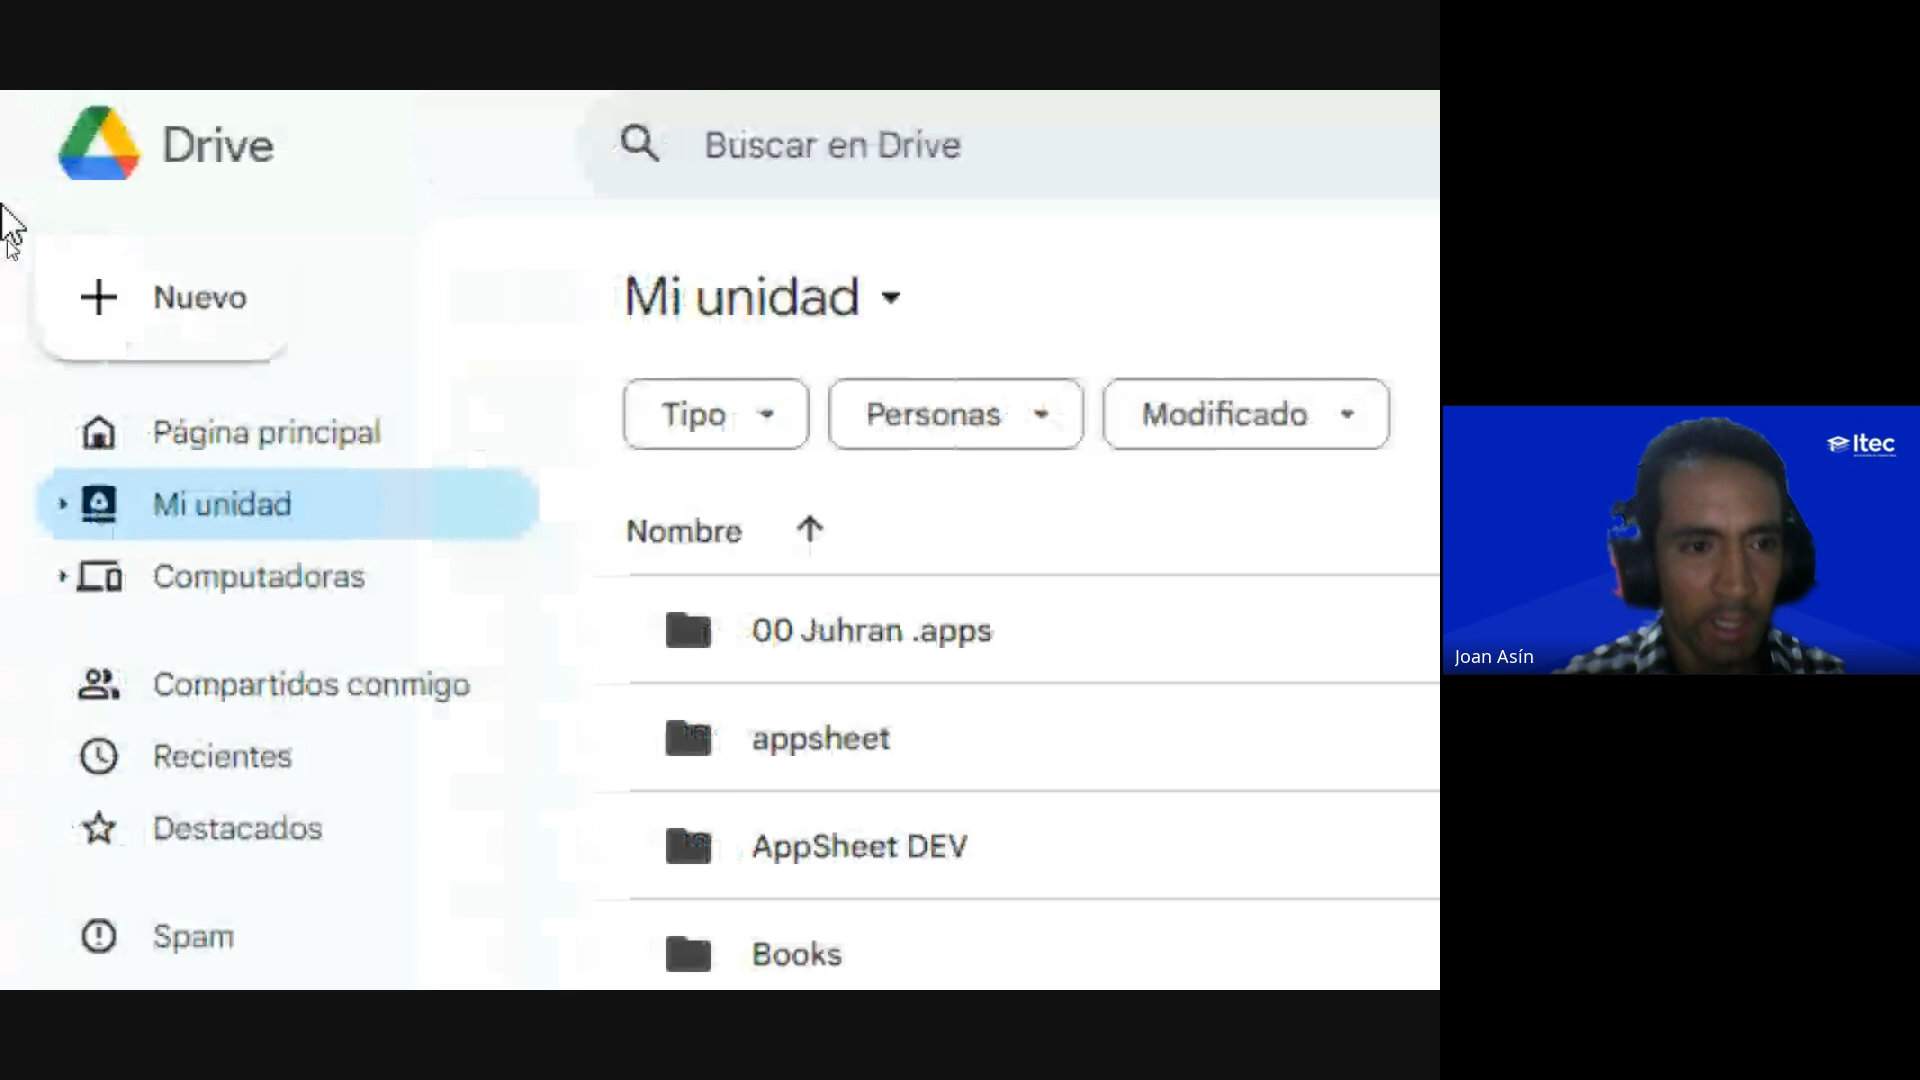 Drive
Buscar en Drive
Nuevo
Mi unidad
Tipo
Personas
Modificado
Página principal
Mi unidad
Computadoras
Compartidos conmigo
Recientes
Destacados
Spam
Nombre
00 Juhran .apps
appsheet
AppSheet DEV
Books
Itec
Joan Asín